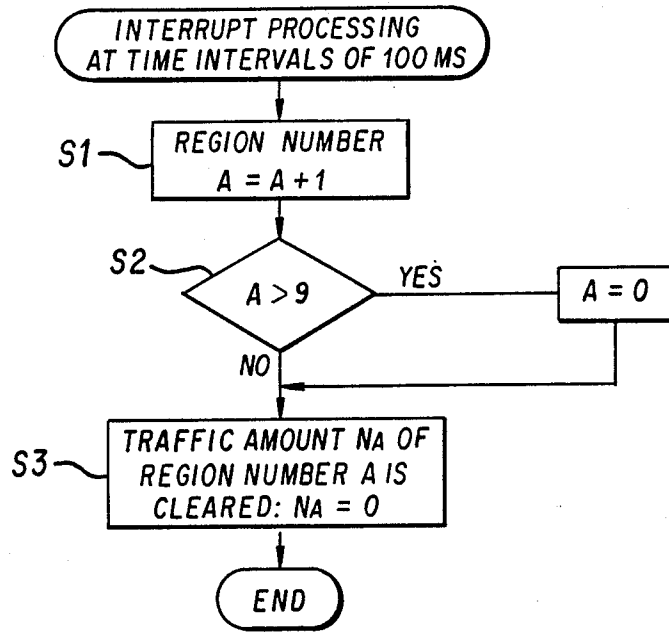 INTERRUPT PROCESSING
AT TIME INTERVALS OF 100 MS
S1
REGION NUMBER
A = A + 1
S2
A > 9
YES
A = 0
NO
S3
TRAFFIC AMOUNT NA OF
REGION NUMBER A IS
CLEARED: NA = 0
END